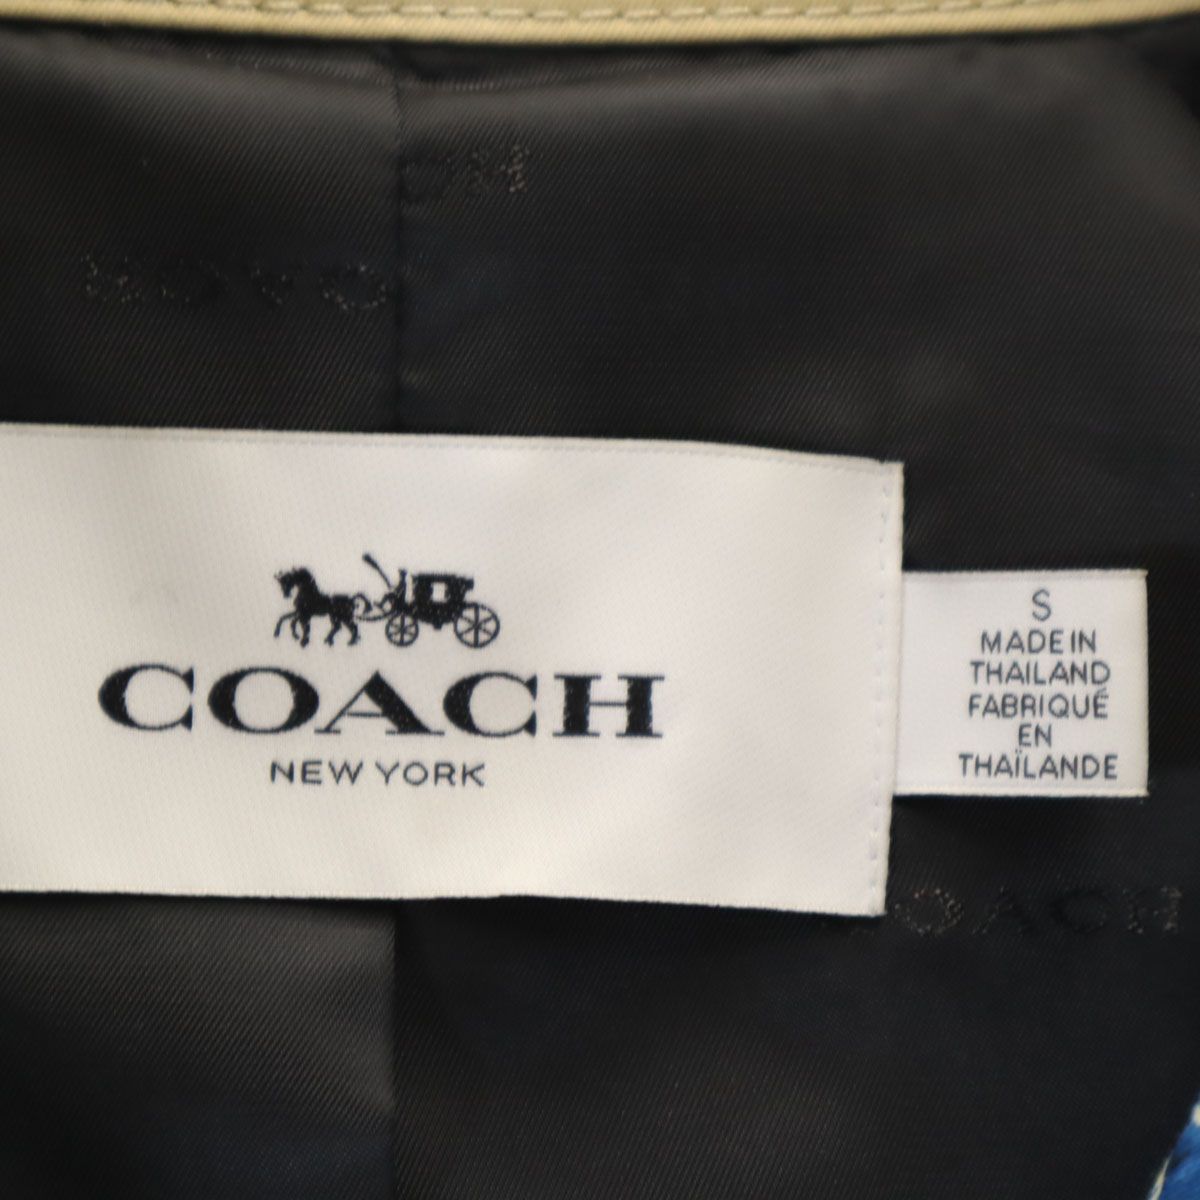 COACH
NEW YORK
S
MADE IN
THAILAND
FABRIQUÉ
EN
THAÏLANDE
COACH